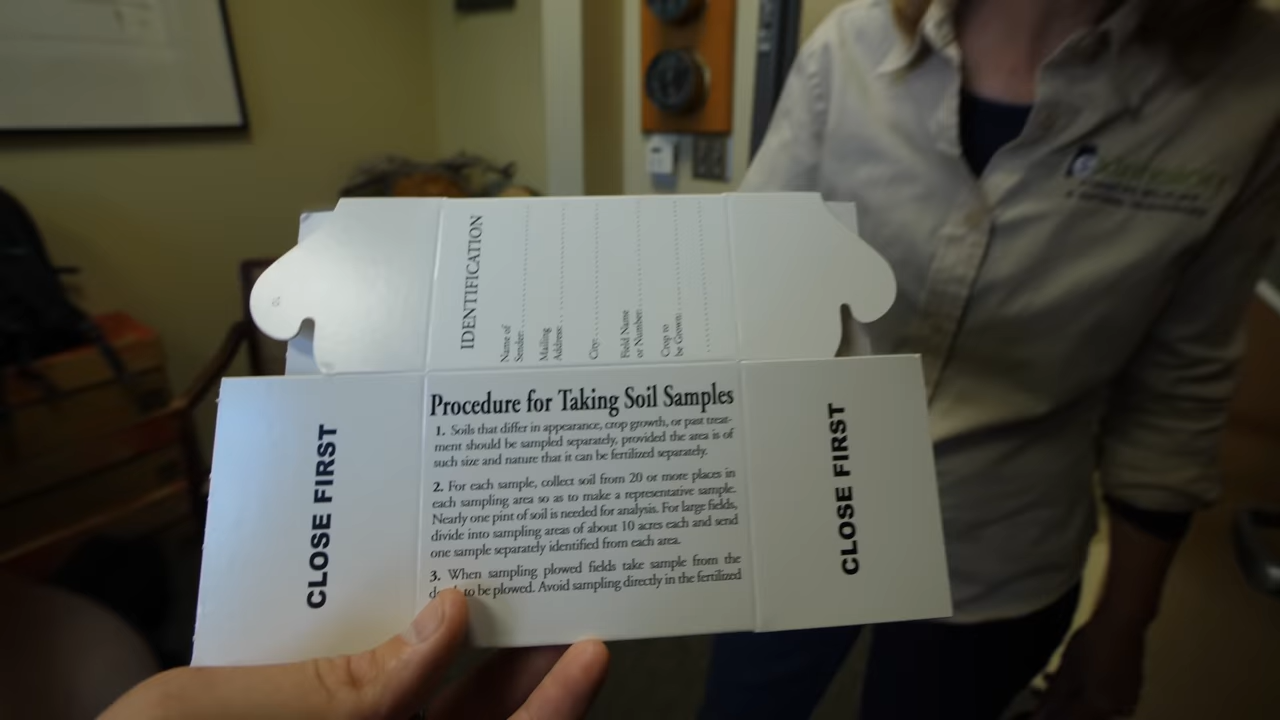 IDENTIFICATION
Name of
Sender:
Mailing
Address:
City:
Field Name
or Number:
Crop to
be Grown:
CLOSE FIRST
Procedure for Taking Soil Samples
1. Soils that differ in appearance, crop growth, or past treat-
ment should be sampled separately, provided the area is of
such size and nature that it can be fertilized separately.
2. For each sample, collect soil from 20 or more places in
each sampling area so as to make a representative sample.
Nearly one pint of soil is needed for analysis. For large fields,
divide into sampling areas of about 10 acres each and send
one sample separately identified from each area.
3. When sampling plowed fields take sample from the
to be plowed. Avoid sampling directly in the fertilized
CLOSE FIRST